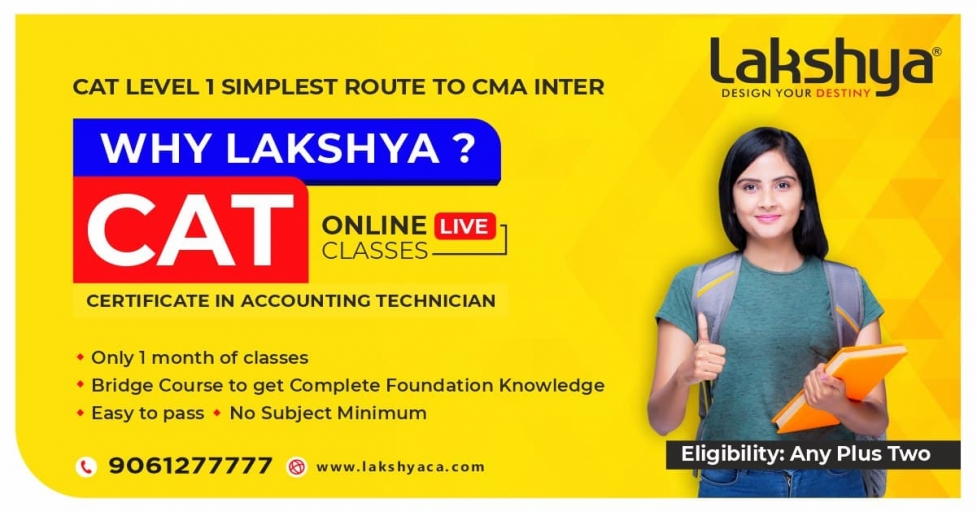 Lakshya®
DESIGN YOUR DESTINY
CAT LEVEL 1 SIMPLEST ROUTE TO CMA INTER
WHY LAKSHYA ?
CAT
ONLINE LIVE
CLASSES
CERTIFICATE IN ACCOUNTING TECHNICIAN
Only 1 month of classes
Bridge Course to get Complete Foundation Knowledge
Easy to pass • No Subject Minimum
9061277777 www.lakshyaca.com
Eligibility: Any Plus Two